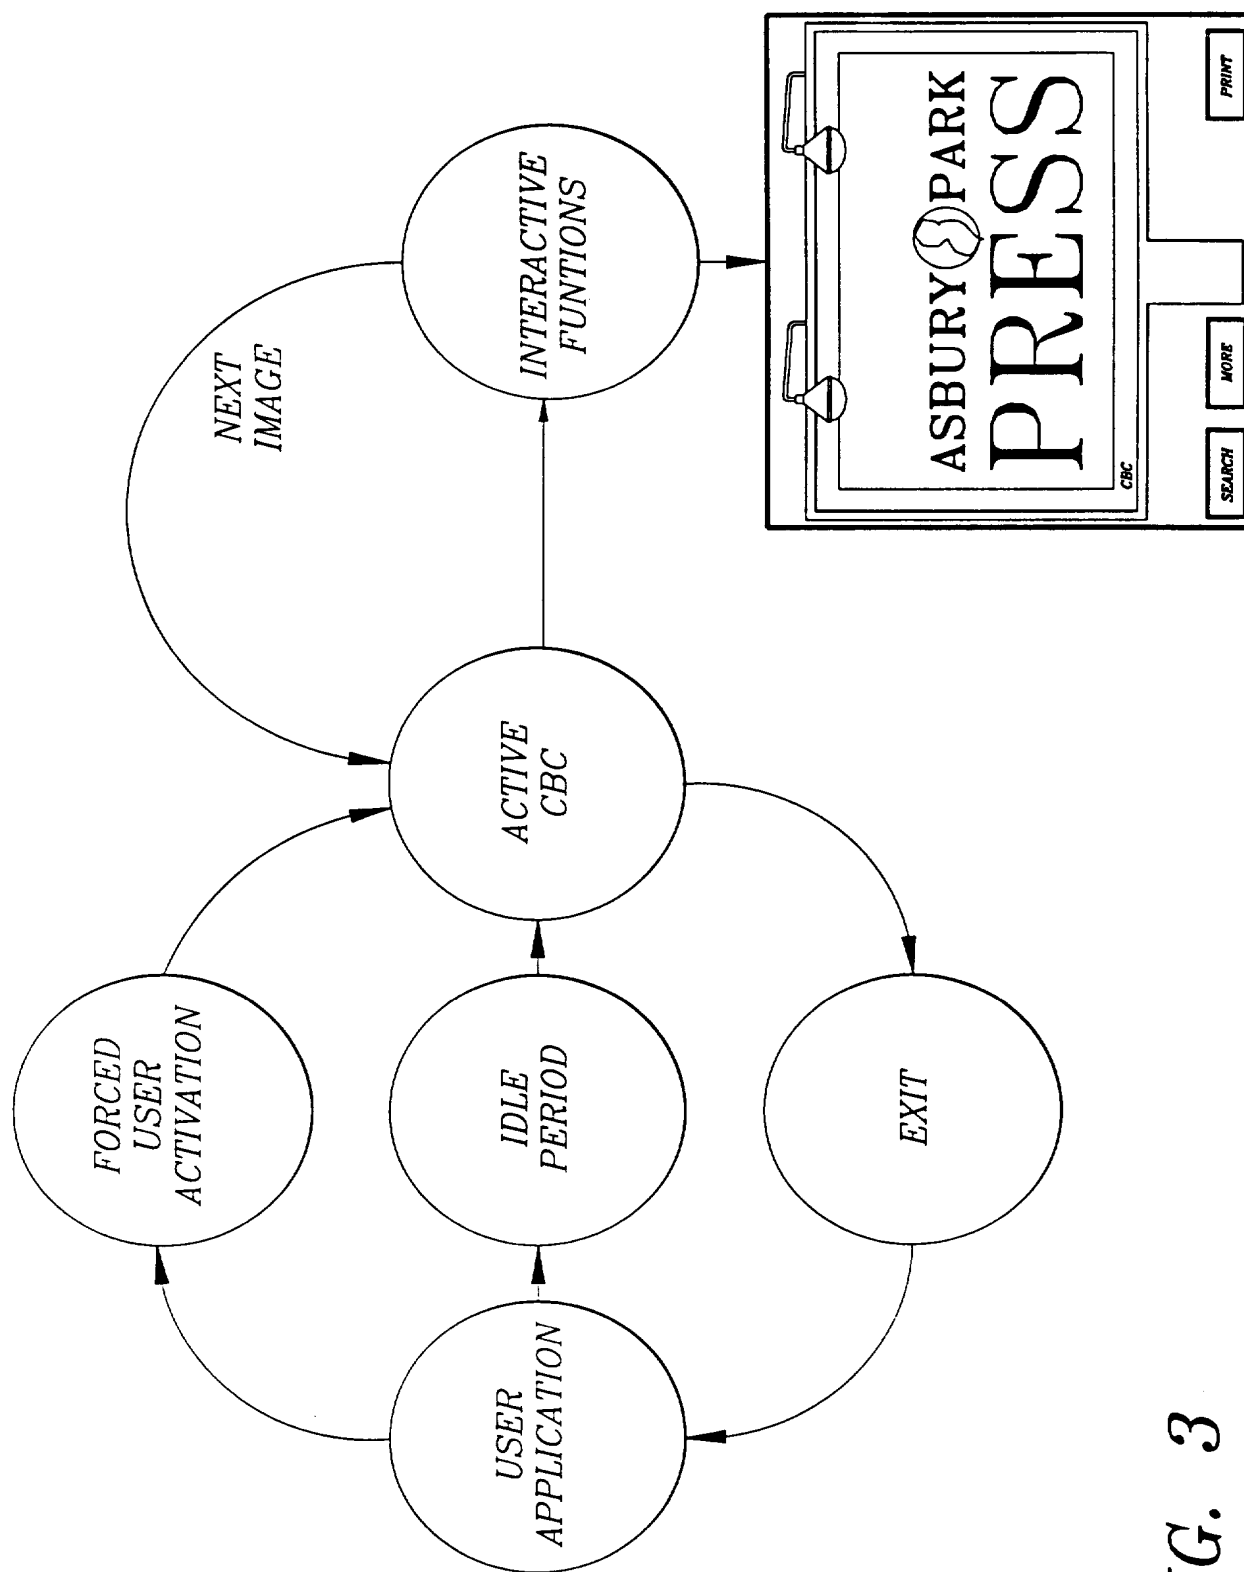 FORCED
USER
ACTIVATION
USER
APPLICATION
IDLE
PERIOD
EXIT
ACTIVE
CBC
NEXT
IMAGE
INTERACTIVE
FUNTIONS
ASBURY PARK
PRESS
CBC
SEARCH
MORE
PRINT
G. 3